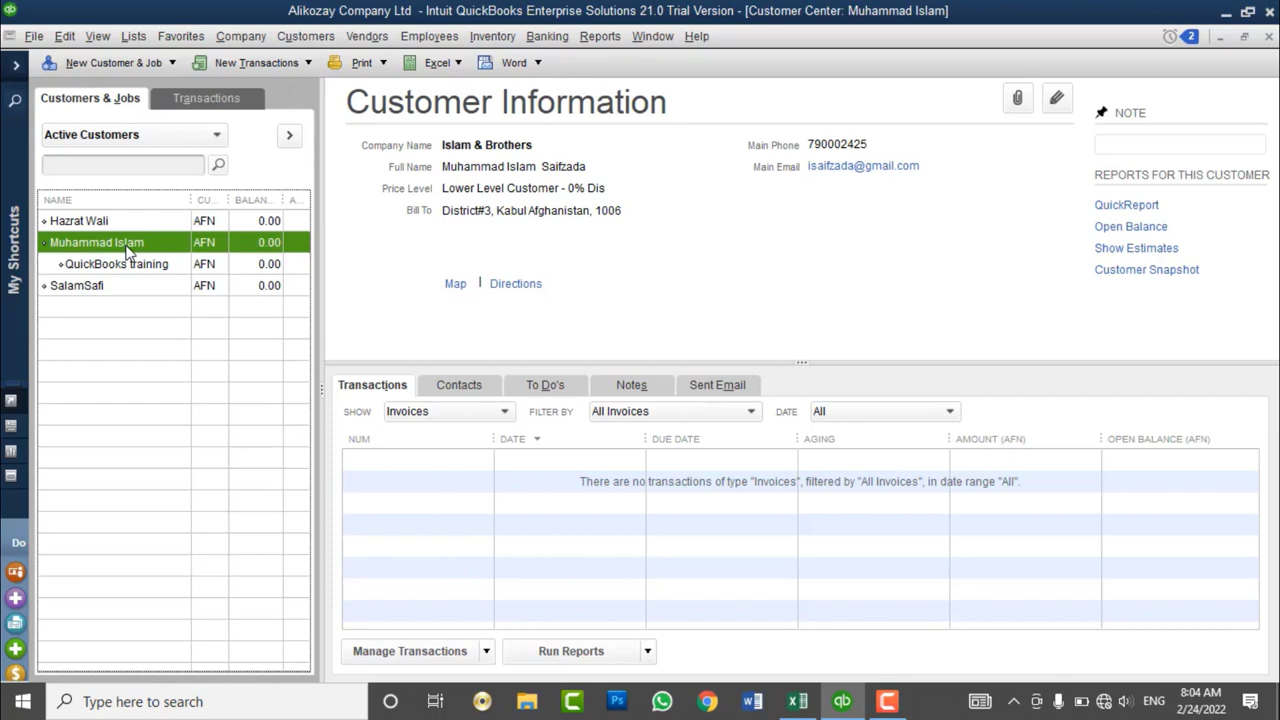 Alikozay Company Ltd - Intuit QuickBooks Enterprise Solutions 21.0 Trial Version - [Customer Center: Muhammad Islam]
File Edit View Lists Favorites Company Customers Vendors Employees Inventory Banking Reports Window Help 2
New Customer & Job New Transactions Print Excel Word
Customers & Jobs Transactions
Active Customers
NAME CU... BALAN... A...
Hazrat Wali AFN 0.00
Muhammad Islam AFN 0.00
QuickBooks training AFN 0.00
SalamSafi AFN 0.00
My Shortcuts
Do
Customer Information
Company Name Islam & Brothers
Full Name Muhammad Islam Saifzada
Price Level Lower Level Customer - 0% Dis
Bill To District#3, Kabul Afghanistan, 1006
Main Phone 790002425
Main Email isaifzada@gmail.com
Map Directions
NOTE
REPORTS FOR THIS CUSTOMER
QuickReport
Open Balance
Show Estimates
Customer Snapshot
Transactions Contacts To Do's Notes Sent Email
SHOW Invoices FILTER BY All Invoices DATE All
NUM DATE DUE DATE AGING AMOUNT (AFN) OPEN BALANCE (AFN)
There are no transactions of type "Invoices", filtered by "All Invoices", in date range "All".
Manage Transactions Run Reports
Type here to search
ENG
8:04 AM
2/24/2022